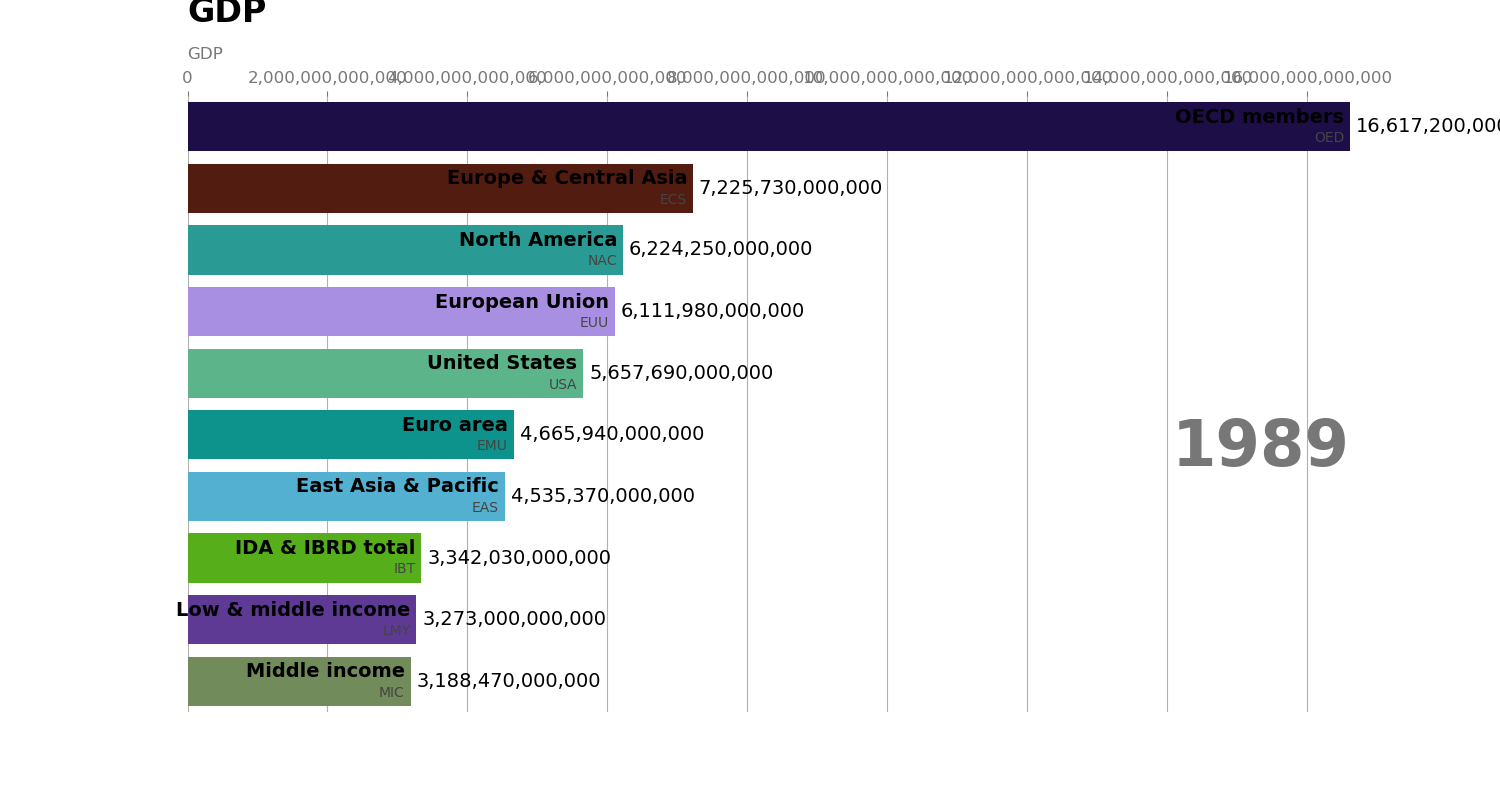 GDP
GDP
0 2,000,000,000,000 4,000,000,000,000 6,000,000,000,000 8,000,000,000,000 10,000,000,000,000 12,000,000,000,000 14,000,000,000,000 16,000,000,000,000
OECD members
OED
16,617,200,000
Europe & Central Asia
ECS
7,225,730,000,000
North America
NAC
6,224,250,000,000
European Union
EUU
6,111,980,000,000
United States
USA
5,657,690,000,000
Euro area
EMU
4,665,940,000,000
1989
East Asia & Pacific
EAS
4,535,370,000,000
IDA & IBRD total
IBT
3,342,030,000,000
Low & middle income
LMY
3,273,000,000,000
Middle income
MIC
3,188,470,000,000